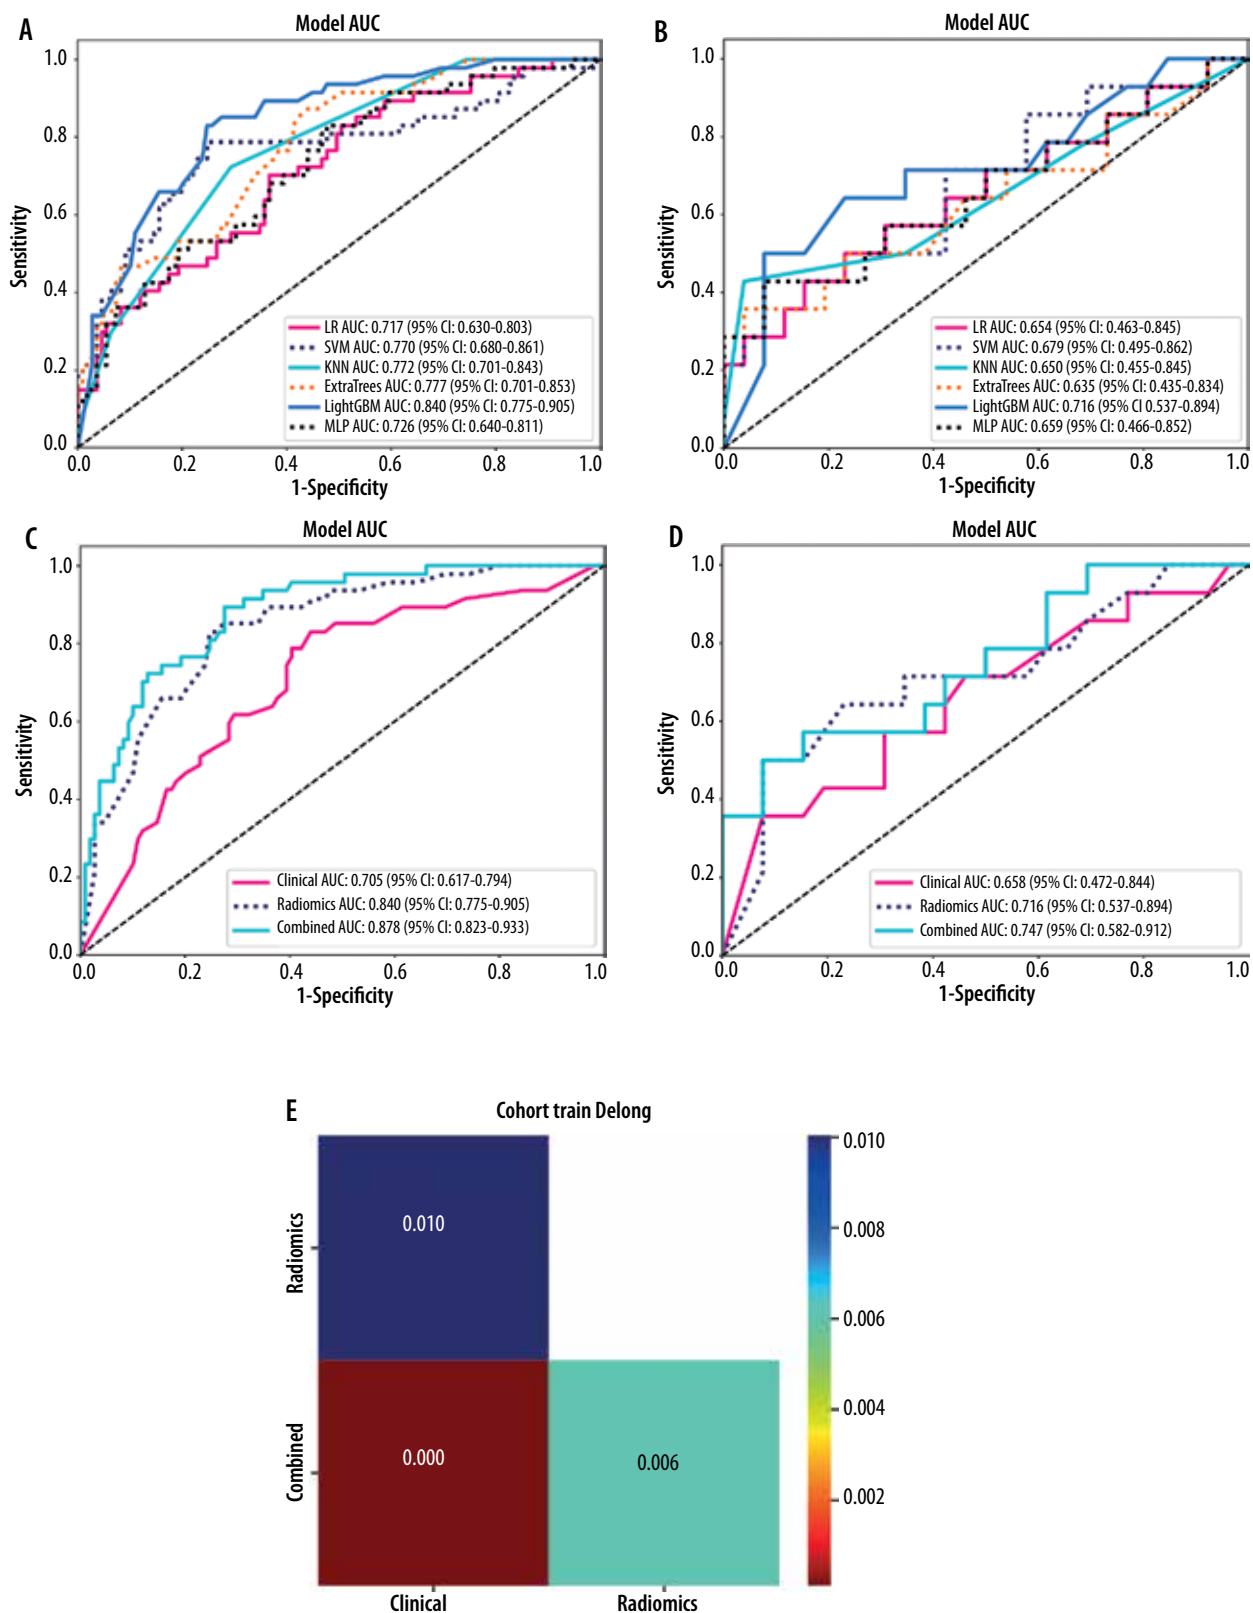 A
Model AUC
1.0
0.8
0.6
0.4
0.2
0.0
Sensitivity
LR AUC: 0.717 (95% CI: 0.630-0.803)
SVM AUC: 0.770 (95% CI: 0.680-0.861)
KNN AUC: 0.772 (95% CI: 0.701-0.843)
ExtraTrees AUC: 0.777 (95% CI: 0.701-0.853)
LightGBM AUC: 0.840 (95% CI: 0.775-0.905)
MLP AUC: 0.726 (95% CI: 0.640-0.811)
0.0 0.2 0.4 0.6 0.8 1.0
1-Specificity
B
Model AUC
1.0
0.8
0.6
0.4
0.2
0.0
Sensitivity
LR AUC: 0.654 (95% CI: 0.463-0.845)
SVM AUC: 0.679 (95% CI: 0.495-0.862)
KNN AUC: 0.650 (95% CI: 0.455-0.845)
ExtraTrees AUC: 0.635 (95% CI: 0.435-0.834)
LightGBM AUC: 0.716 (95% CI: 0.537-0.894)
MLP AUC: 0.659 (95% CI: 0.466-0.852)
0.0 0.2 0.4 0.6 0.8 1.0
1-Specificity
C
Model AUC
1.0
0.8
0.6
0.4
0.2
0.0
Sensitivity
Clinical AUC: 0.705 (95% CI: 0.617-0.794)
Radiomics AUC: 0.840 (95% CI: 0.775-0.905)
Combined AUC: 0.878 (95% CI: 0.823-0.933)
0.0 0.2 0.4 0.6 0.8 1.0
1-Specificity
D
Model AUC
1.0
0.8
0.6
0.4
0.2
0.0
Sensitivity
Clinical AUC: 0.658 (95% CI: 0.472-0.844)
Radiomics AUC: 0.716 (95% CI: 0.537-0.894)
Combined AUC: 0.747 (95% CI: 0.582-0.912)
0.0 0.2 0.4 0.6 0.8 1.0
1-Specificity
E
Cohort train Delong
Radiomics
Combined
0.010
0.000
0.006
Clinical
Radiomics
0.010
0.008
0.006
0.004
0.002